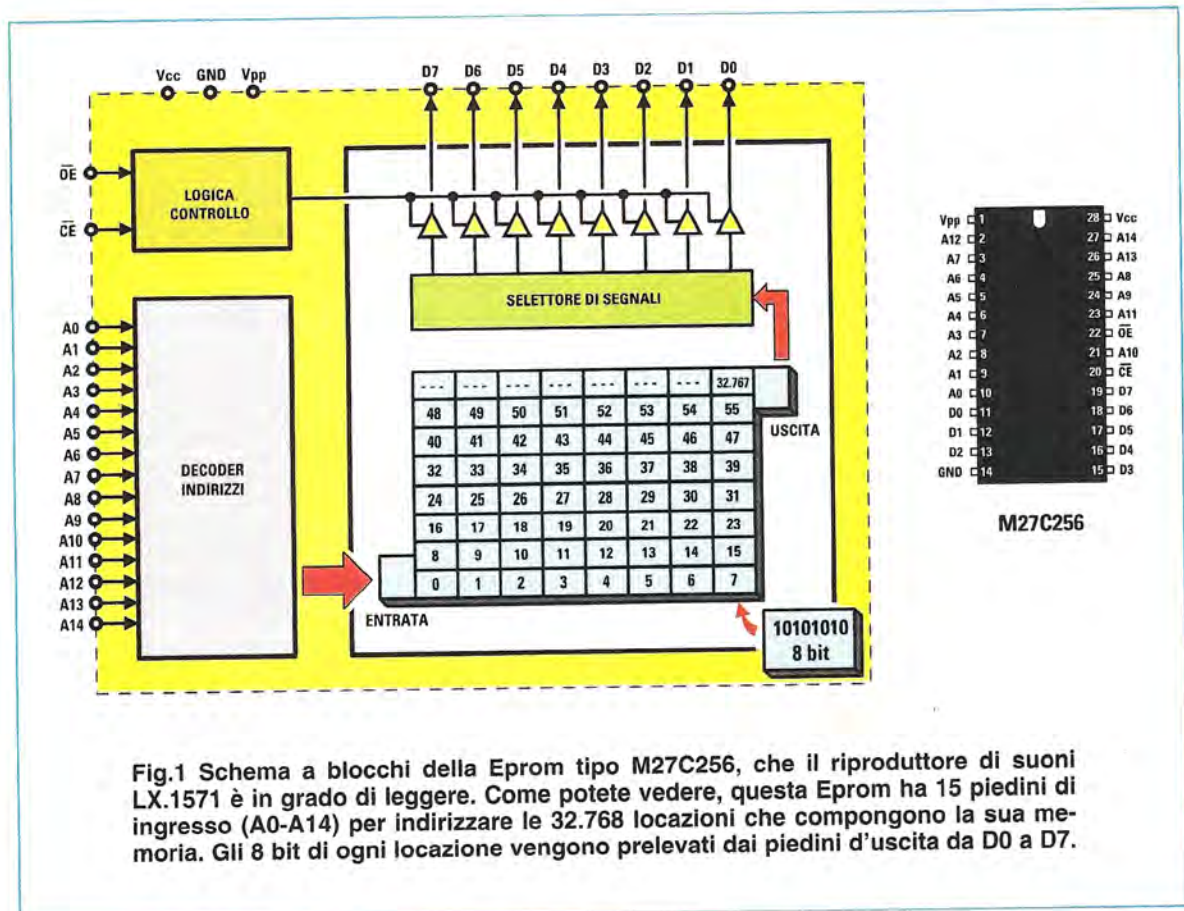 Vcc GND Vpp
D7 D6 D5 D4 D3 D2 D1 D0
O̅E̅
C̅E̅
LOGICA
CONTROLLO
SELETTORE DI SEGNALI
A0
A1
A2
A3
A4
A5
A6
A7
A8
A9
A10
A11
A12
A13
A14
DECODER
INDIRIZZI
--- --- --- --- --- --- --- 32.767
48 49 50 51 52 53 54 55
40 41 42 43 44 45 46 47
32 33 34 35 36 37 38 39
24 25 26 27 28 29 30 31
16 17 18 19 20 21 22 23
8 9 10 11 12 13 14 15
0 1 2 3 4 5 6 7
USCITA
ENTRATA
10101010
8 bit
Vpp 1 28 Vcc
A12 2 27 A14
A7 3 26 A13
A6 4 25 A8
A5 5 24 A9
A4 6 23 A11
A3 7 22 O̅E̅
A2 8 21 A10
A1 9 20 C̅E̅
A0 10 19 D7
D0 11 18 D6
D1 12 17 D5
D2 13 16 D4
GND 14 15 D3
M27C256
Fig.1 Schema a blocchi della Eprom tipo M27C256, che il riproduttore di suoni
LX.1571 è in grado di leggere. Come potete vedere, questa Eprom ha 15 piedini di
ingresso (A0-A14) per indirizzare le 32.768 locazioni che compongono la sua me-
moria. Gli 8 bit di ogni locazione vengono prelevati dai piedini d'uscita da D0 a D7.